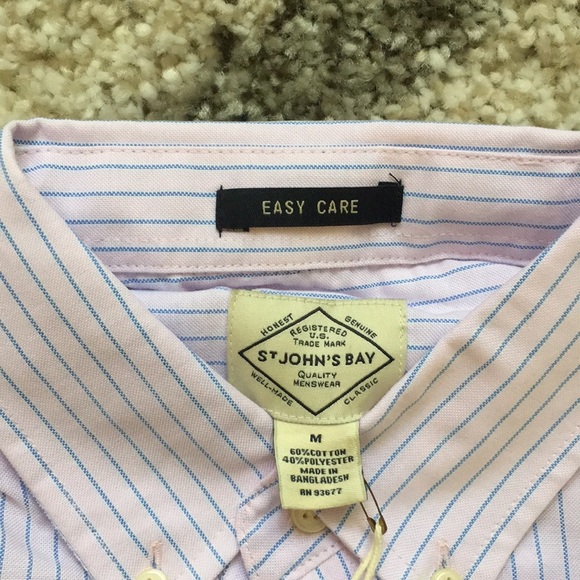 EASY CARE
HONEST
GENUINE
REGISTERED
U.S.
TRADE MARK
ST JOHN'S BAY
QUALITY
MENSWEAR
WELL-MADE
CLASSIC
M
60%COTTON
40%POLYESTER
MADE IN
BANGLADESH
RN 93677